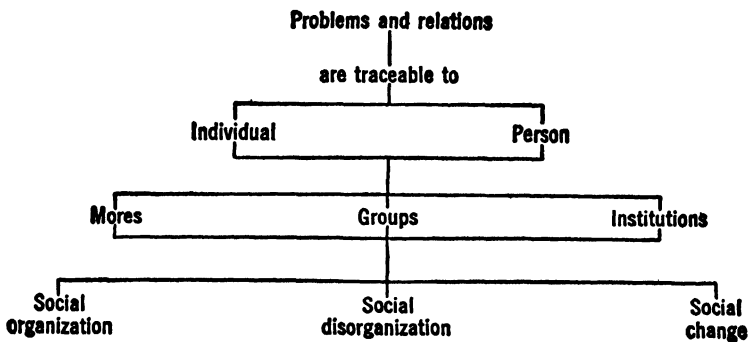 Problems and relations
are traceable to
Individual Person
Mores Groups Institutions
Social Social Social
organization disorganization change